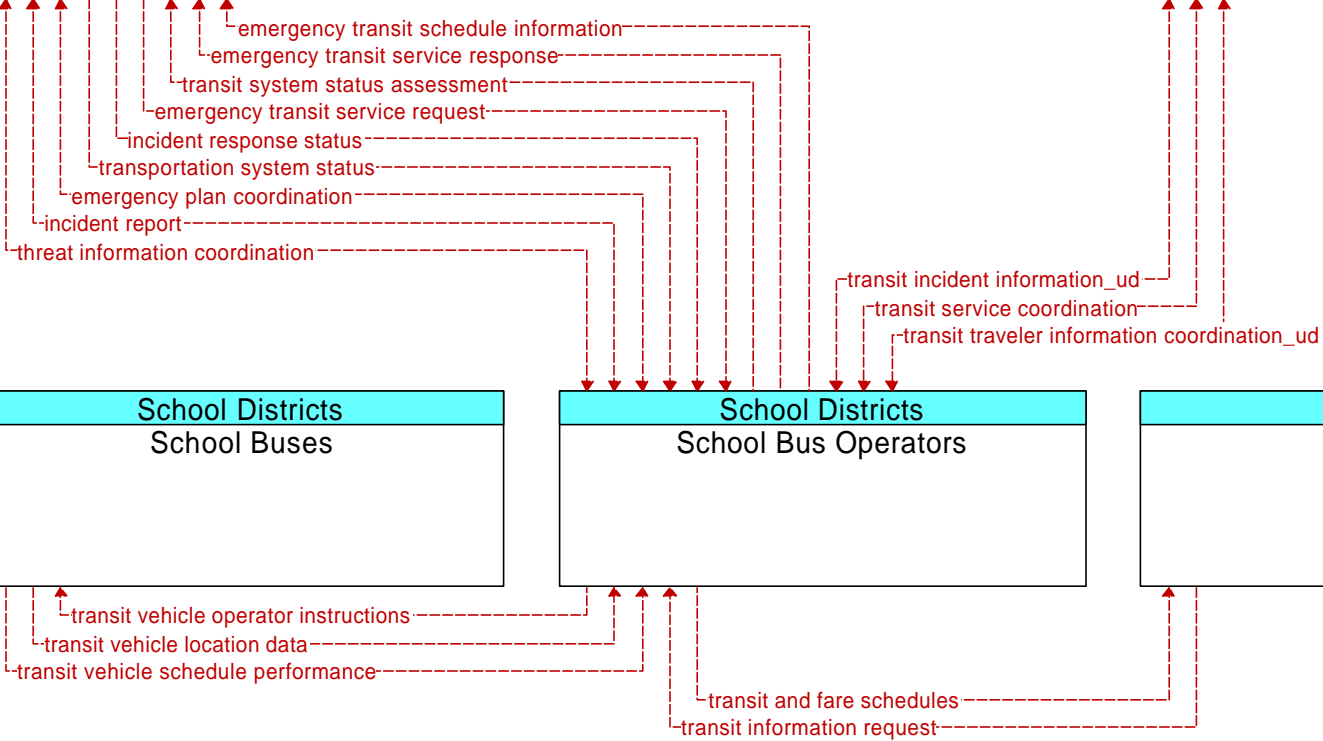 emergency transit schedule information
emergency transit service response
transit system status assessment
emergency transit service request
incident response status
transportation system status
emergency plan coordination
incident report
threat information coordination
transit incident information_ud
transit service coordination
transit traveler information coordination_ud
School Districts
School Buses
School Districts
School Bus Operators
transit vehicle operator instructions
transit vehicle location data
transit vehicle schedule performance
transit and fare schedules
transit information request